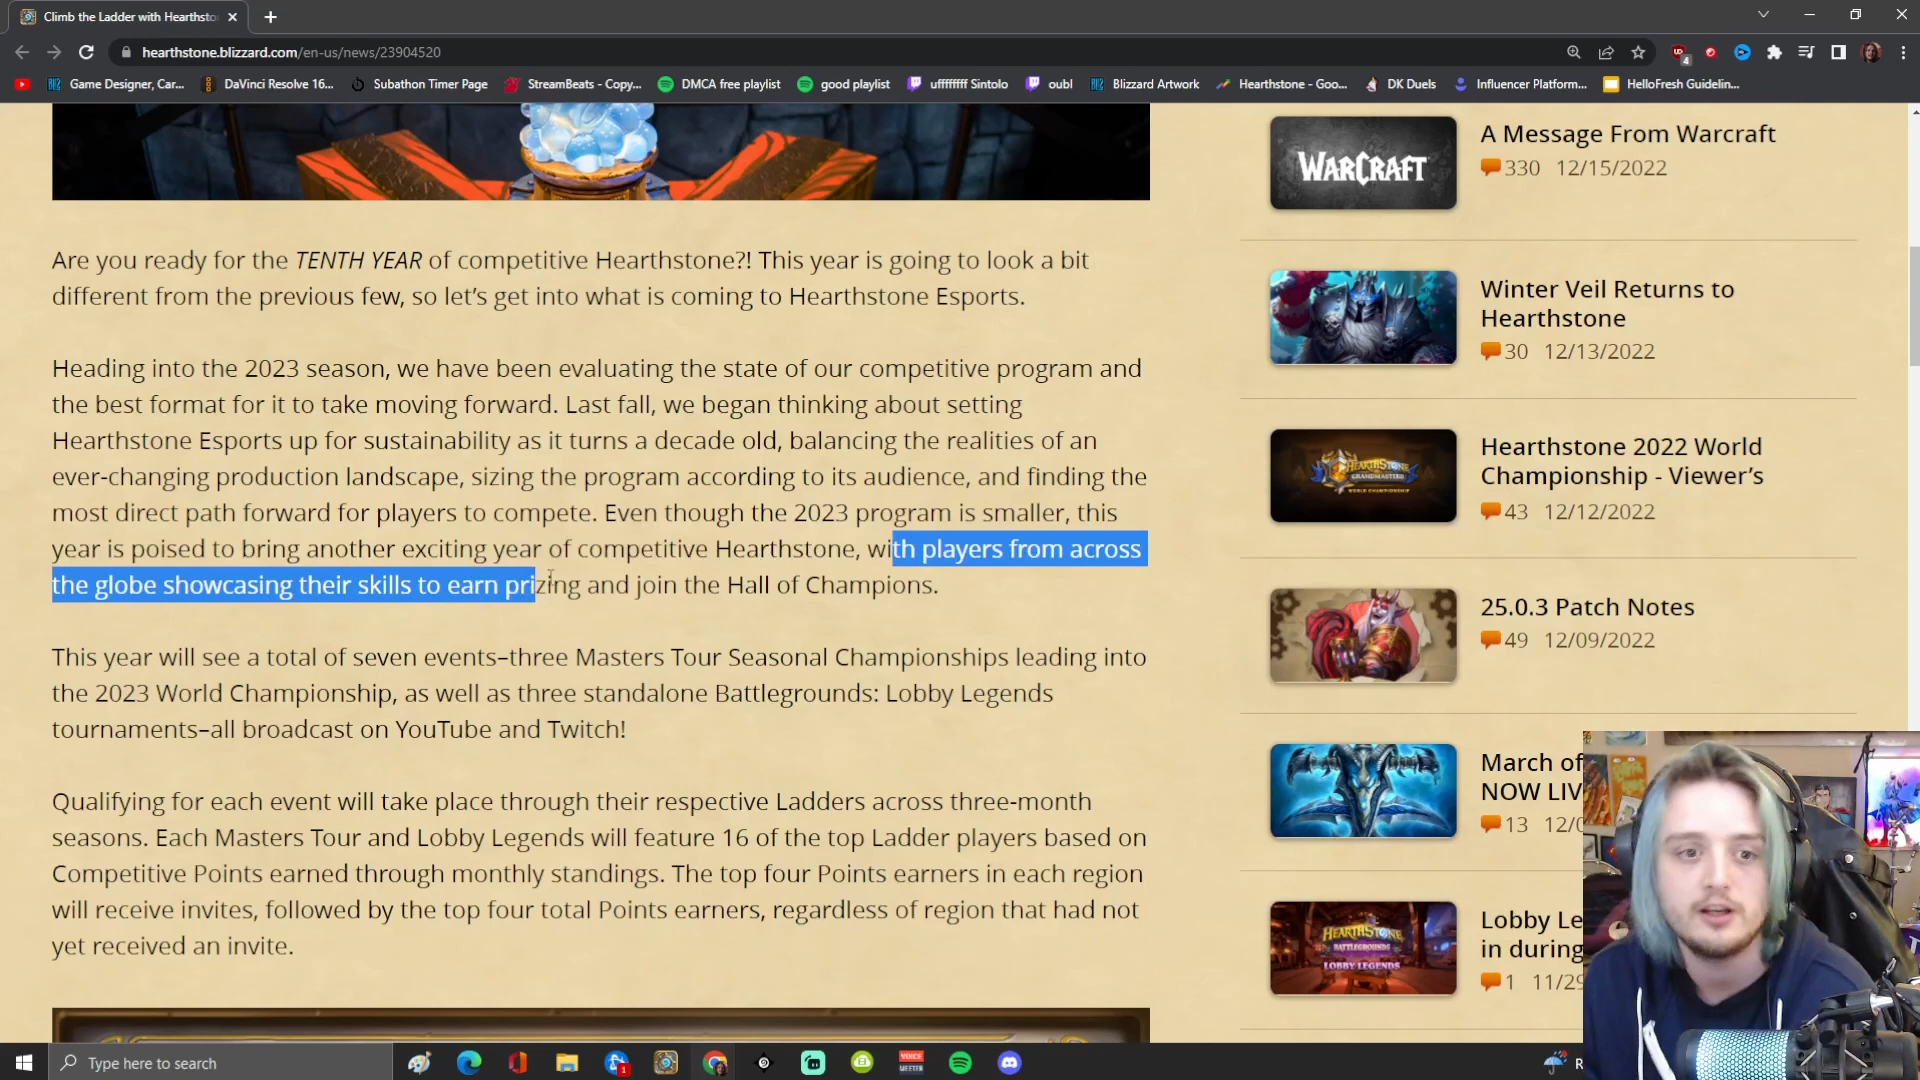 Climb the Ladder with Hearthsto
hearthstone.blizzard.com/en-us/news/23904520
Game Designer, Car...
DaVinci Resolve 16...
Subathon Timer Page
StreamBeats - Copy...
DMCA free playlist
good playlist
uffffffff Sintolo
oubl
Blizzard Artwork
Hearthstone - Goo...
DK Duels
Influencer Platform...
HelloFresh Guidelin...
Are you ready for the TENTH YEAR of competitive Hearthstone?! This year is going to look a bit
different from the previous few, so let's get into what is coming to Hearthstone Esports.
Heading into the 2023 season, we have been evaluating the state of our competitive program and
the best format for it to take moving forward. Last fall, we began thinking about setting
Hearthstone Esports up for sustainability as it turns a decade old, balancing the realities of an
ever-changing production landscape, sizing the program according to its audience, and finding the
most direct path forward for players to compete. Even though the 2023 program is smaller, this
year is poised to bring another exciting year of competitive Hearthstone, with players from across
the globe showcasing their skills to earn prizing and join the Hall of Champions.
This year will see a total of seven events–three Masters Tour Seasonal Championships leading into
the 2023 World Championship, as well as three standalone Battlegrounds: Lobby Legends
tournaments–all broadcast on YouTube and Twitch!
Qualifying for each event will take place through their respective Ladders across three-month
seasons. Each Masters Tour and Lobby Legends will feature 16 of the top Ladder players based on
Competitive Points earned through monthly standings. The top four Points earners in each region
will receive invites, followed by the top four total Points earners, regardless of region that had not
yet received an invite.
WARCRAFT
A Message From Warcraft
330 12/15/2022
Winter Veil Returns to
Hearthstone
30 12/13/2022
HEARTHSTONE
GRANDMASTERS
WORLD CHAMPIONSHIP
Hearthstone 2022 World
Championship - Viewer's
43 12/12/2022
25.0.3 Patch Notes
49 12/09/2022
March of
NOW LIV
13 12/0
HEARTHSTONE
BATTLEGROUNDS
LOBBY LEGENDS
Lobby Le
in during
1 11/29
Type here to search
VOICE
MEETER